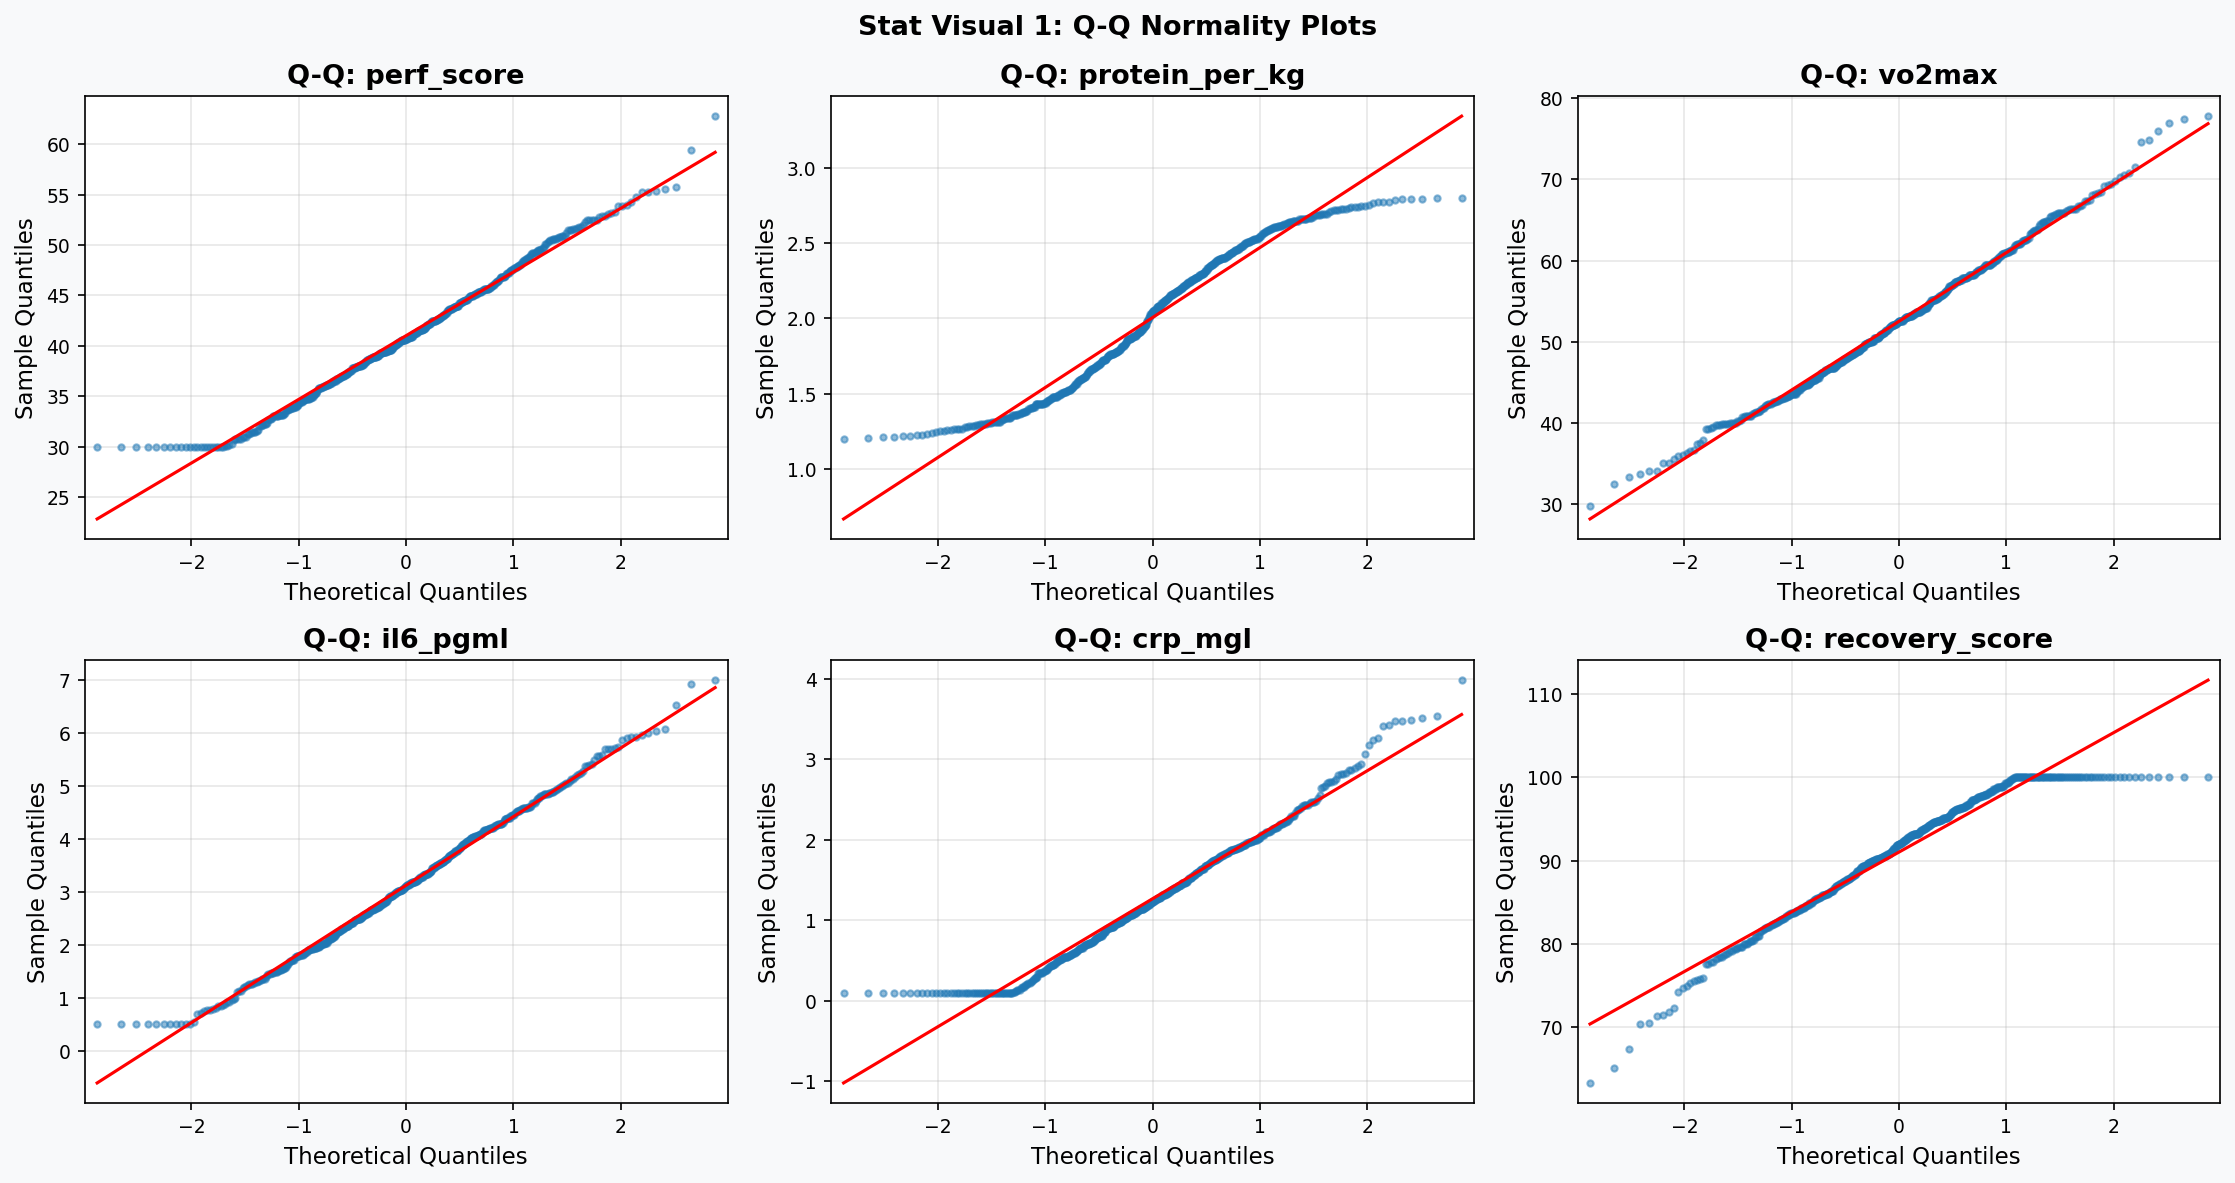 Stat Visual 1: Q-Q Normality Plots
Q-Q: perf_score
60
55
50
45
40
35
30
25
Sample Quantiles
−2 −1 0 1 2
Theoretical Quantiles
Q-Q: protein_per_kg
3.0
2.5
2.0
1.5
1.0
Sample Quantiles
−2 −1 0 1 2
Theoretical Quantiles
Q-Q: vo2max
80
70
60
50
40
30
Sample Quantiles
−2 −1 0 1 2
Theoretical Quantiles
Q-Q: il6_pgml
7
6
5
4
3
2
1
0
Sample Quantiles
−2 −1 0 1 2
Theoretical Quantiles
Q-Q: crp_mgl
4
3
2
1
0
−1
Sample Quantiles
−2 −1 0 1 2
Theoretical Quantiles
Q-Q: recovery_score
110
100
90
80
70
Sample Quantiles
−2 −1 0 1 2
Theoretical Quantiles